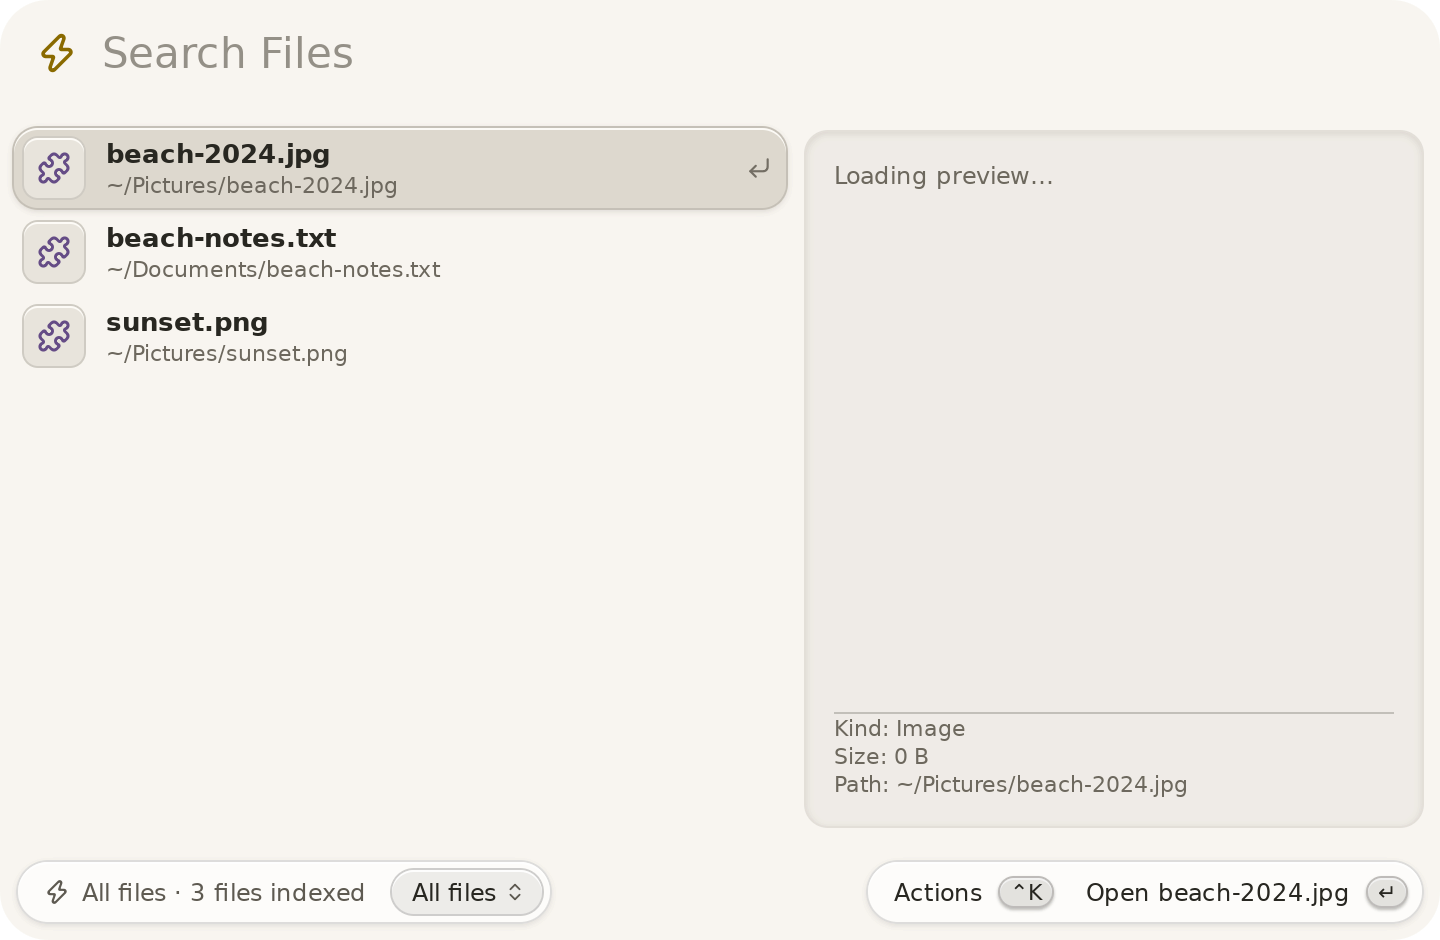 Search Files
beach-2024.jpg
~/Pictures/beach-2024.jpg
beach-notes.txt
~/Documents/beach-notes.txt
sunset.png
~/Pictures/sunset.png
Loading preview…
Kind: Image
Size: 0 B
Path: ~/Pictures/beach-2024.jpg
All files · 3 files indexed
All files
Actions ^K
Open beach-2024.jpg ↵